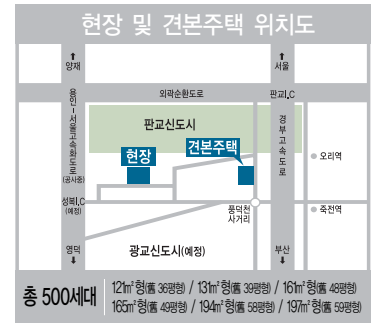 현장 및 견본주택 위치도
양재
서울
외곽순환도로
판교I.C
용인-서울고속화도로
(공사중)
판교신도시
경부고속도로
현장
견본주택
오리역
성복I.C
(예정)
풍덕천
사거리
죽전역
영덕
광교신도시(예정)
부산
총 500세대
121㎡형(舊 36평형) / 131㎡형(舊 39평형) / 161㎡형(舊 48평형)
165㎡형(舊 49평형) / 194㎡형(舊 58평형) / 197㎡형(舊 59평형)